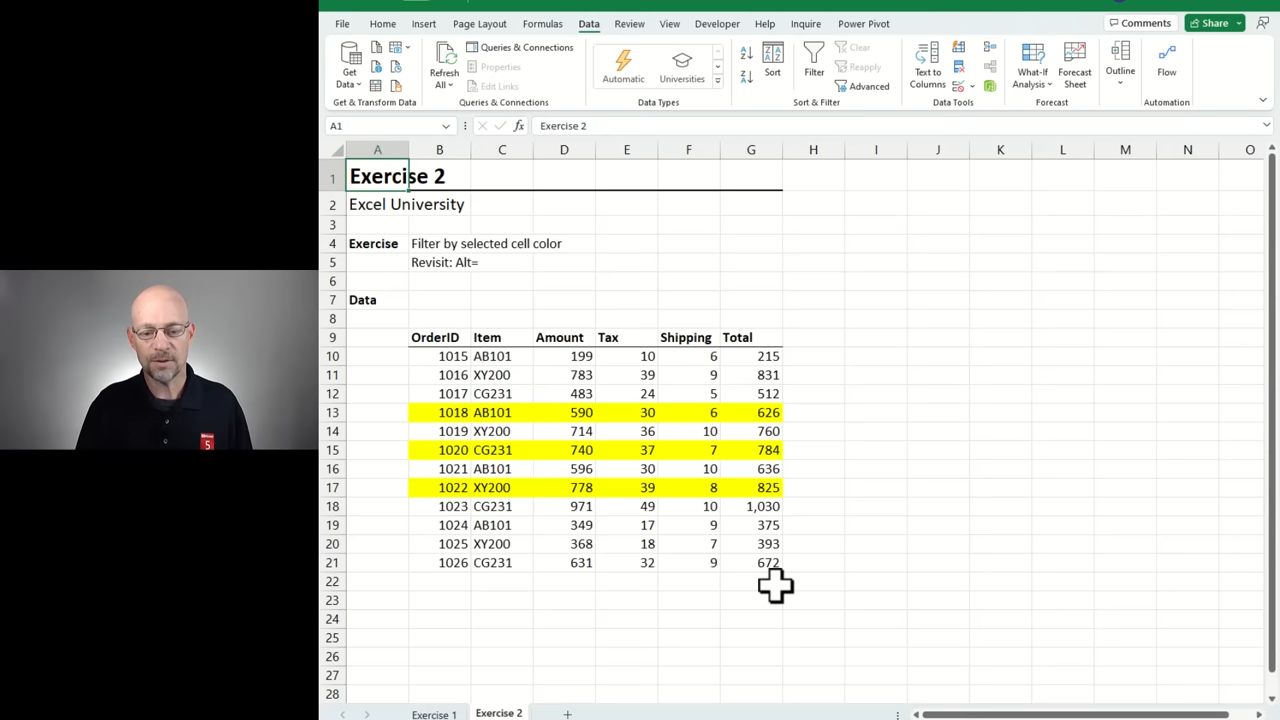 File Home Insert Page Layout Formulas Data Review View Developer Help Inquire Power Pivot Comments Share
Get Data
Refresh All
Queries & Connections
Properties
Edit Links
Automatic
Universities
Sort
Filter
Clear
Reapply
Advanced
Text to Columns
What-If Analysis
Forecast Sheet
Outline
Flow
Get & Transform Data Queries & Connections Data Types Sort & Filter Data Tools Forecast Automation
A1 fx Exercise 2
A B C D E F G H I J K L M N O
1 Exercise 2
2 Excel University
3
4 Exercise Filter by selected cell color
5 Revisit: Alt=
6
7 Data
8
9 OrderID Item Amount Tax Shipping Total
10 1015 AB101 199 10 6 215
11 1016 XY200 783 39 9 831
12 1017 CG231 483 24 5 512
13 1018 AB101 590 30 6 626
14 1019 XY200 714 36 10 760
15 1020 CG231 740 37 7 784
16 1021 AB101 596 30 10 636
17 1022 XY200 778 39 8 825
18 1023 CG231 971 49 10 1,030
19 1024 AB101 349 17 9 375
20 1025 XY200 368 18 7 393
21 1026 CG231 631 32 9 672
22
23
24
25
26
27
28
Exercise 1 Exercise 2
5